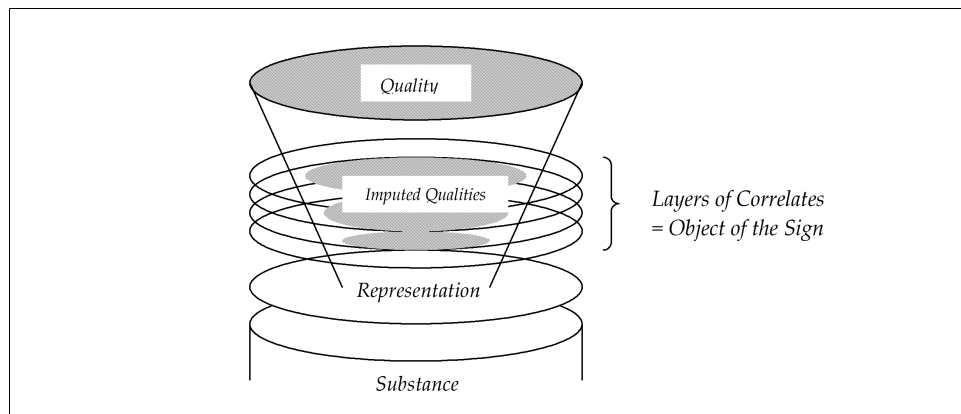 Quality
Imputed Qualities
Layers of Correlates
= Object of the Sign
Representation
Substance